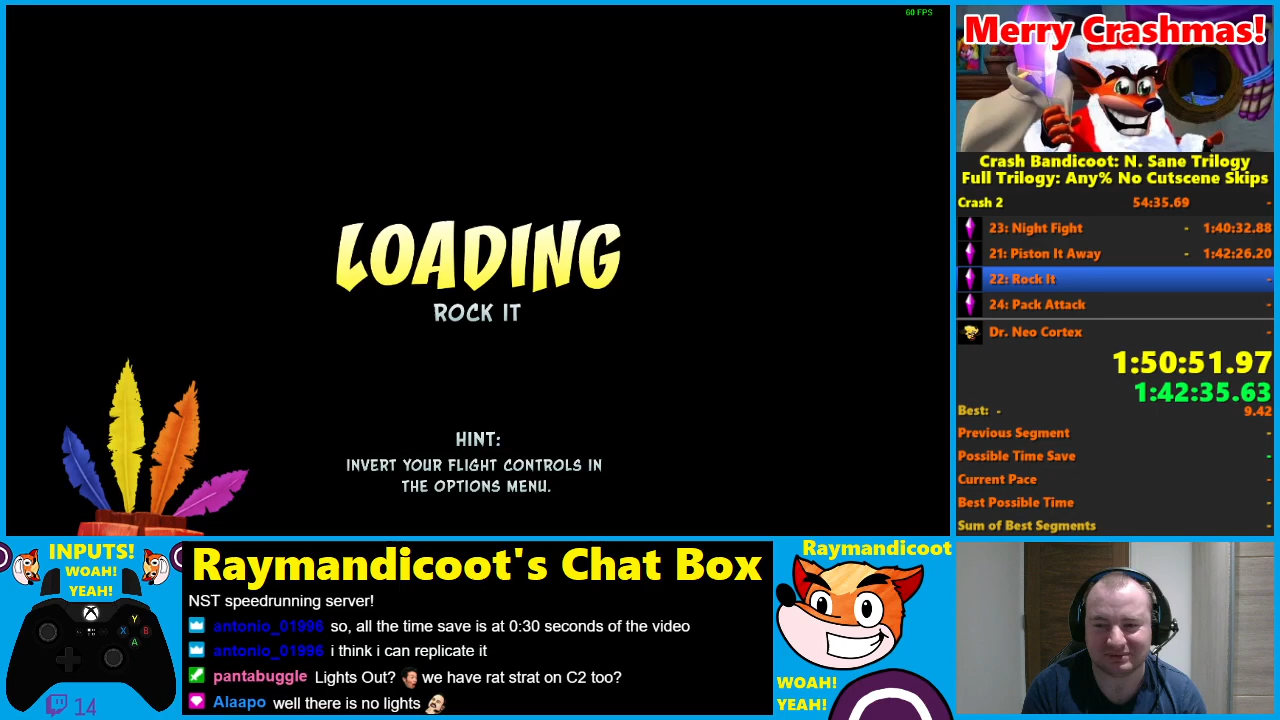 60 FPS
LOADING
ROCK IT
HINT:
INVERT YOUR FLIGHT CONTROLS IN
THE OPTIONS MENU.
Merry Crashmas!
Crash Bandicoot: N. Sane Trilogy
Full Trilogy: Any% No Cutscene Skips
Crash 2 54:35.69 -
23: Night Fight - 1:40:32.88
21: Piston It Away - 1:42:26.20
22: Rock It -
24: Pack Attack -
Dr. Neo Cortex -
1:50:51.97
1:42:35.63
Best: - 9.42
Previous Segment -
Possible Time Save -
Current Pace -
Best Possible Time -
Sum of Best Segments -
INPUTS!
WOAH!
YEAH!
Y
X B
A
14
Raymandicoot's Chat Box
NST speedrunning server!
antonio_01996 so, all the time save is at 0:30 seconds of the video
antonio_01996 i think i can replicate it
pantabuggle Lights Out? we have rat strat on C2 too?
Alaapo well there is no lights
Raymandicoot
WOAH!
YEAH!